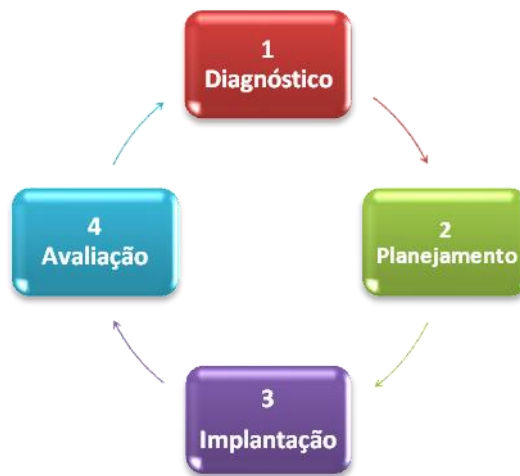 1
Diagnóstico
2
Planejamento
3
Implantação
4
Avaliação